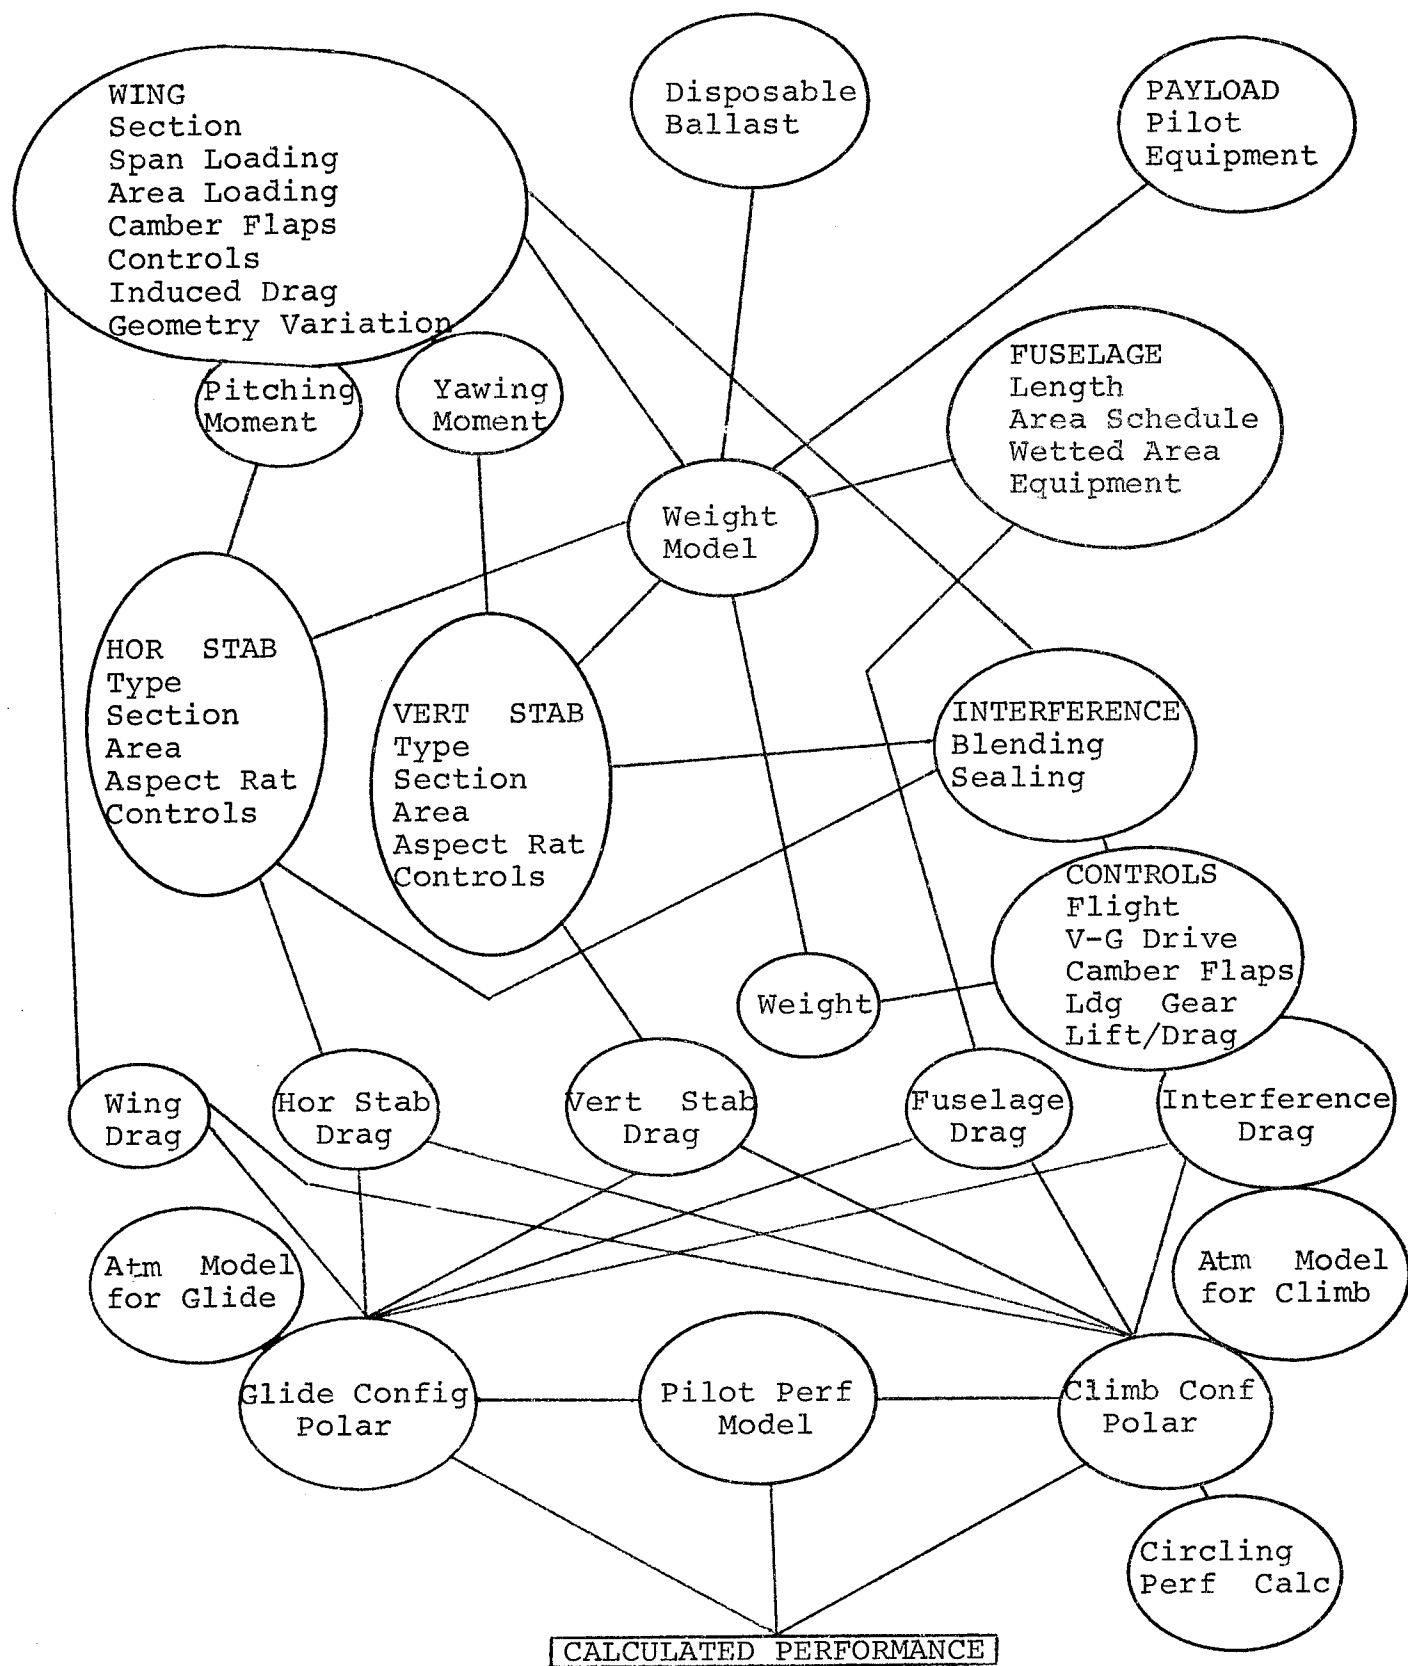 WING
Section
Span Loading
Area Loading
Camber Flaps
Controls
Induced Drag
Geometry Variation
Disposable
Ballast
PAYLOAD
Pilot
Equipment
Pitching
Moment
Yawing
Moment
FUSELAGE
Length
Area Schedule
Wetted Area
Equipment
Weight
Model
HOR STAB
Type
Section
Area
Aspect Rat
Controls
VERT STAB
Type
Section
Area
Aspect Rat
Controls
INTERFERENCE
Blending
Sealing
CONTROLS
Flight
V-G Drive
Camber Flaps
Ldg Gear
Lift/Drag
Weight
Wing
Drag
Hor Stab
Drag
Vert Stab
Drag
Fuselage
Drag
Interference
Drag
Atm Model
for Glide
Atm Model
for Climb
Glide Config
Polar
Pilot Perf
Model
Climb Conf
Polar
Circling
Perf Calc
CALCULATED PERFORMANCE